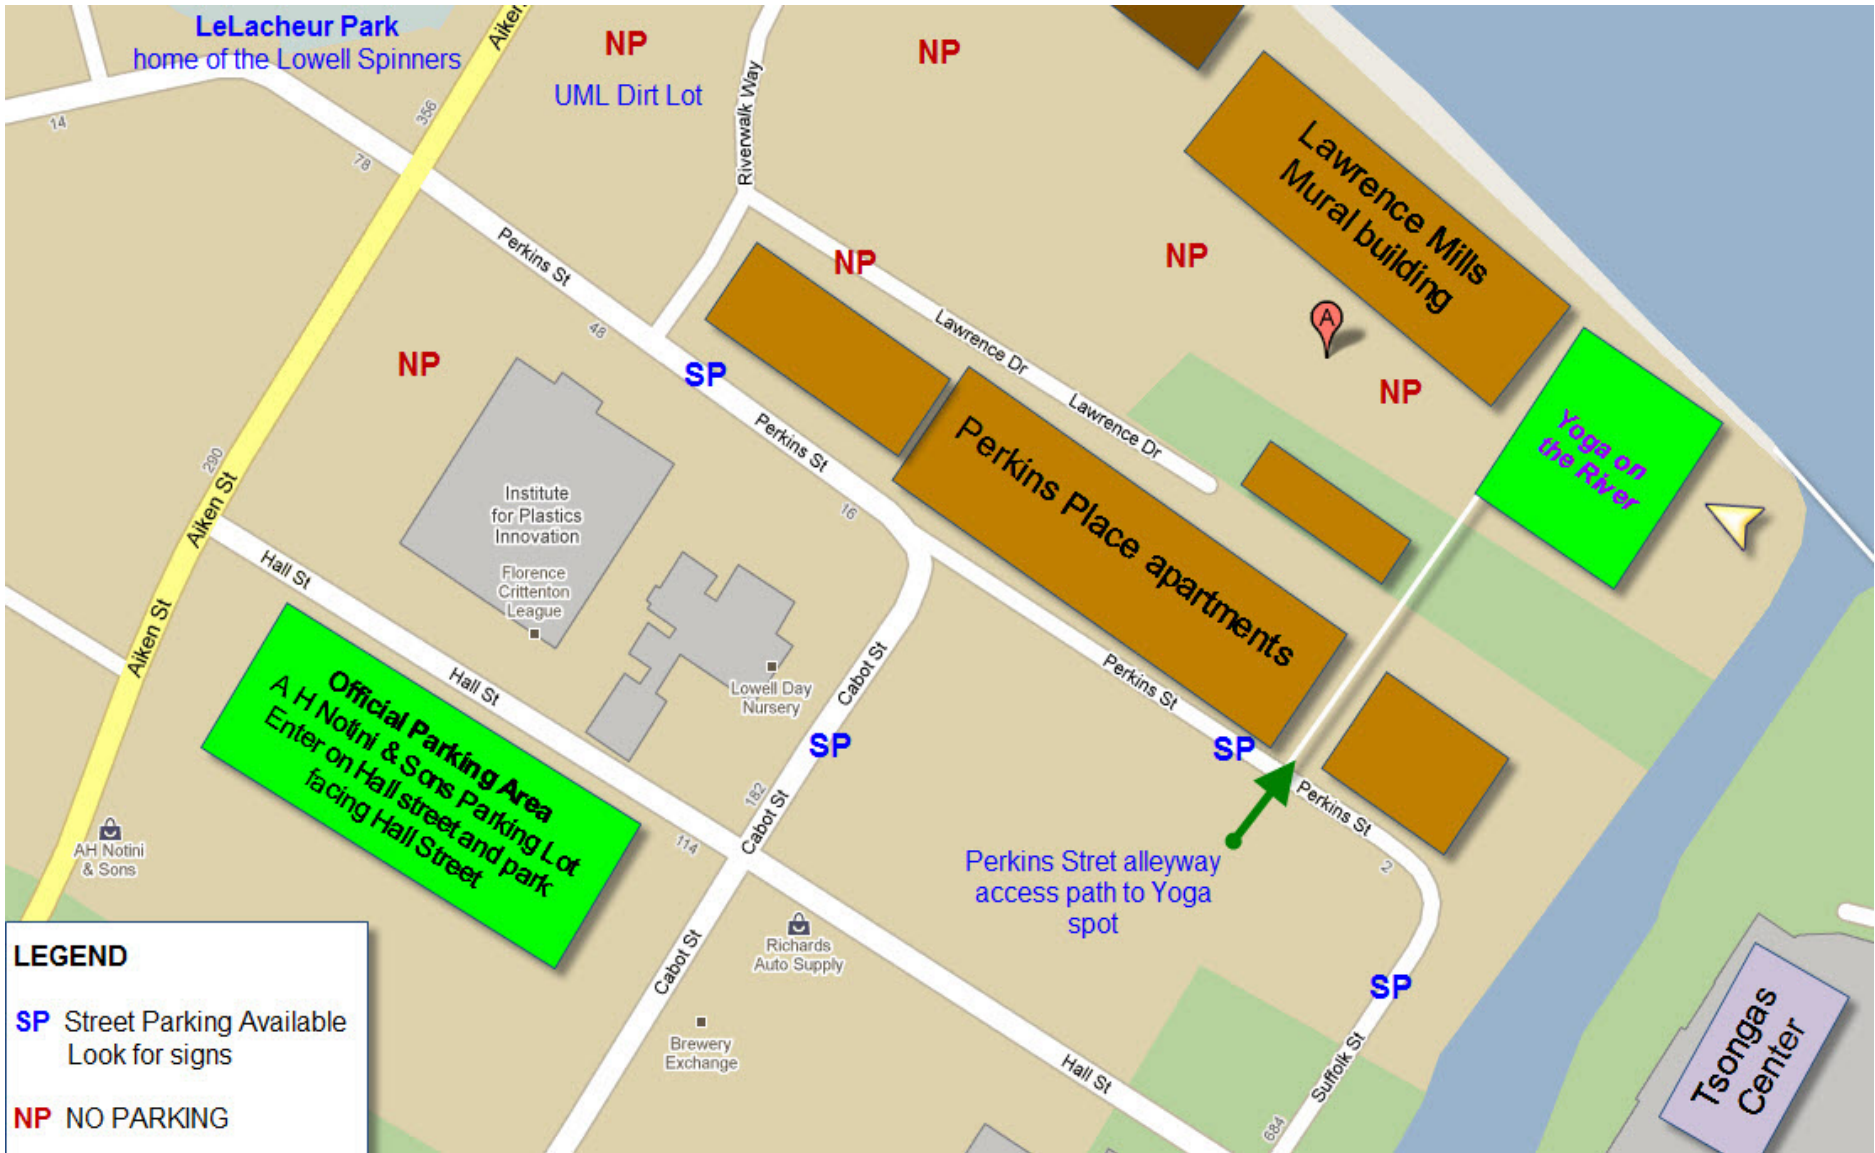 LeLacheur Park
home of the Lowell Spinners
Aiken
NP
UML Dirt Lot
NP
14
356
78
Riverwalk Way
Lawrence Mills
Mural building
Perkins St
NP
NP
A
48
Lawrence Dr
NP
SP
NP
Lawrence Dr
Perkins St
Yoga on
the River
290
Aiken St
16
Institute
for Plastics
Innovation
Perkins Place apartments
Florence
Crittenton
League
Hall St
Aiken St
Hall St
Lowell Day
Nursery
Cabot St
Perkins St
SP
SP
Official Parking Area
A H Notini & Sons Parking Lot
Enter on Hall street and park
facing Hall Street
182
Cabot St
114
Perkins St
2
AH Notini
& Sons
Perkins Stret alleyway
access path to Yoga
spot
Richards
Auto Supply
Cabot St
SP
Brewery
Exchange
Hall St
Suffolk St
684
Tsongas
Center
LEGEND
SP Street Parking Available
Look for signs
NP NO PARKING